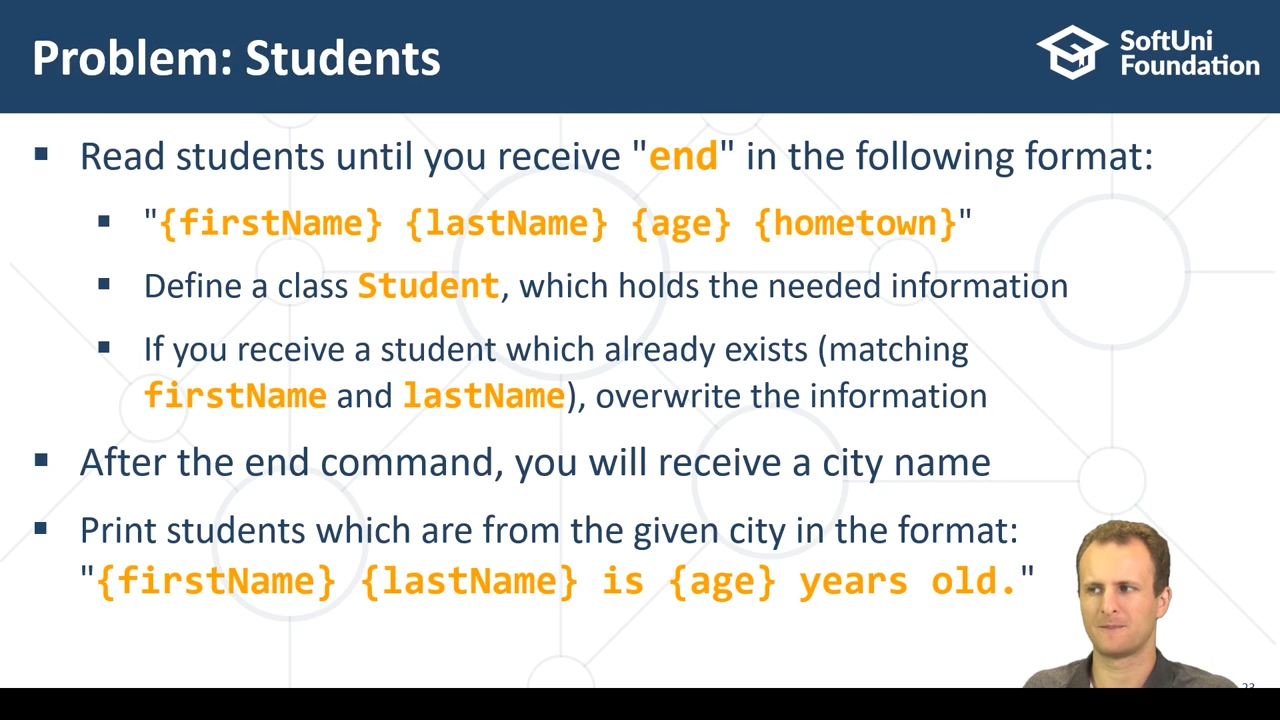 Problem: Students
SoftUni
Foundation
▪ Read students until you receive "end" in the following format:
▪ "{firstName} {lastName} {age} {hometown}"
▪ Define a class Student, which holds the needed information
▪ If you receive a student which already exists (matching
firstName and lastName), overwrite the information
▪ After the end command, you will receive a city name
▪ Print students which are from the given city in the format:
"{firstName} {lastName} is {age} years old."